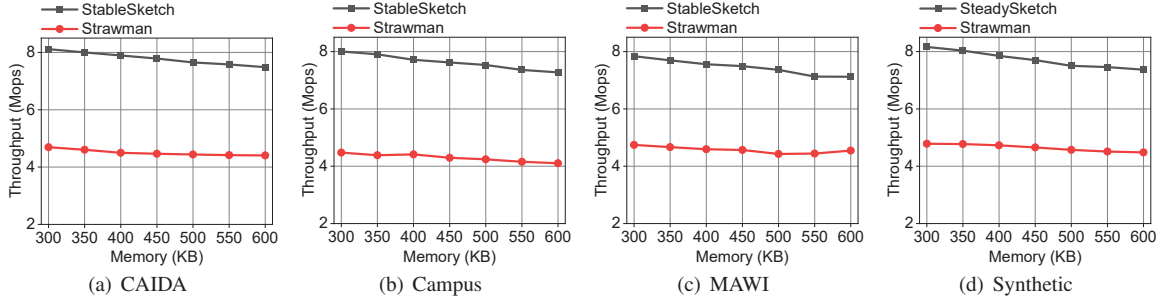 StableSketch
Strawman
Throughput (Mops)
8
6
4
2
300 350 400 450 500 550 600
Memory (KB)
(a) CAIDA
StableSketch
Strawman
Throughput (Mops)
8
6
4
2
300 350 400 450 500 550 600
Memory (KB)
(b) Campus
StableSketch
Strawman
Throughput (Mops)
8
6
4
2
300 350 400 450 500 550 600
Memory (KB)
(c) MAWI
SteadySketch
Strawman
Throughput (Mops)
8
6
4
2
300 350 400 450 500 550 600
Memory (KB)
(d) Synthetic